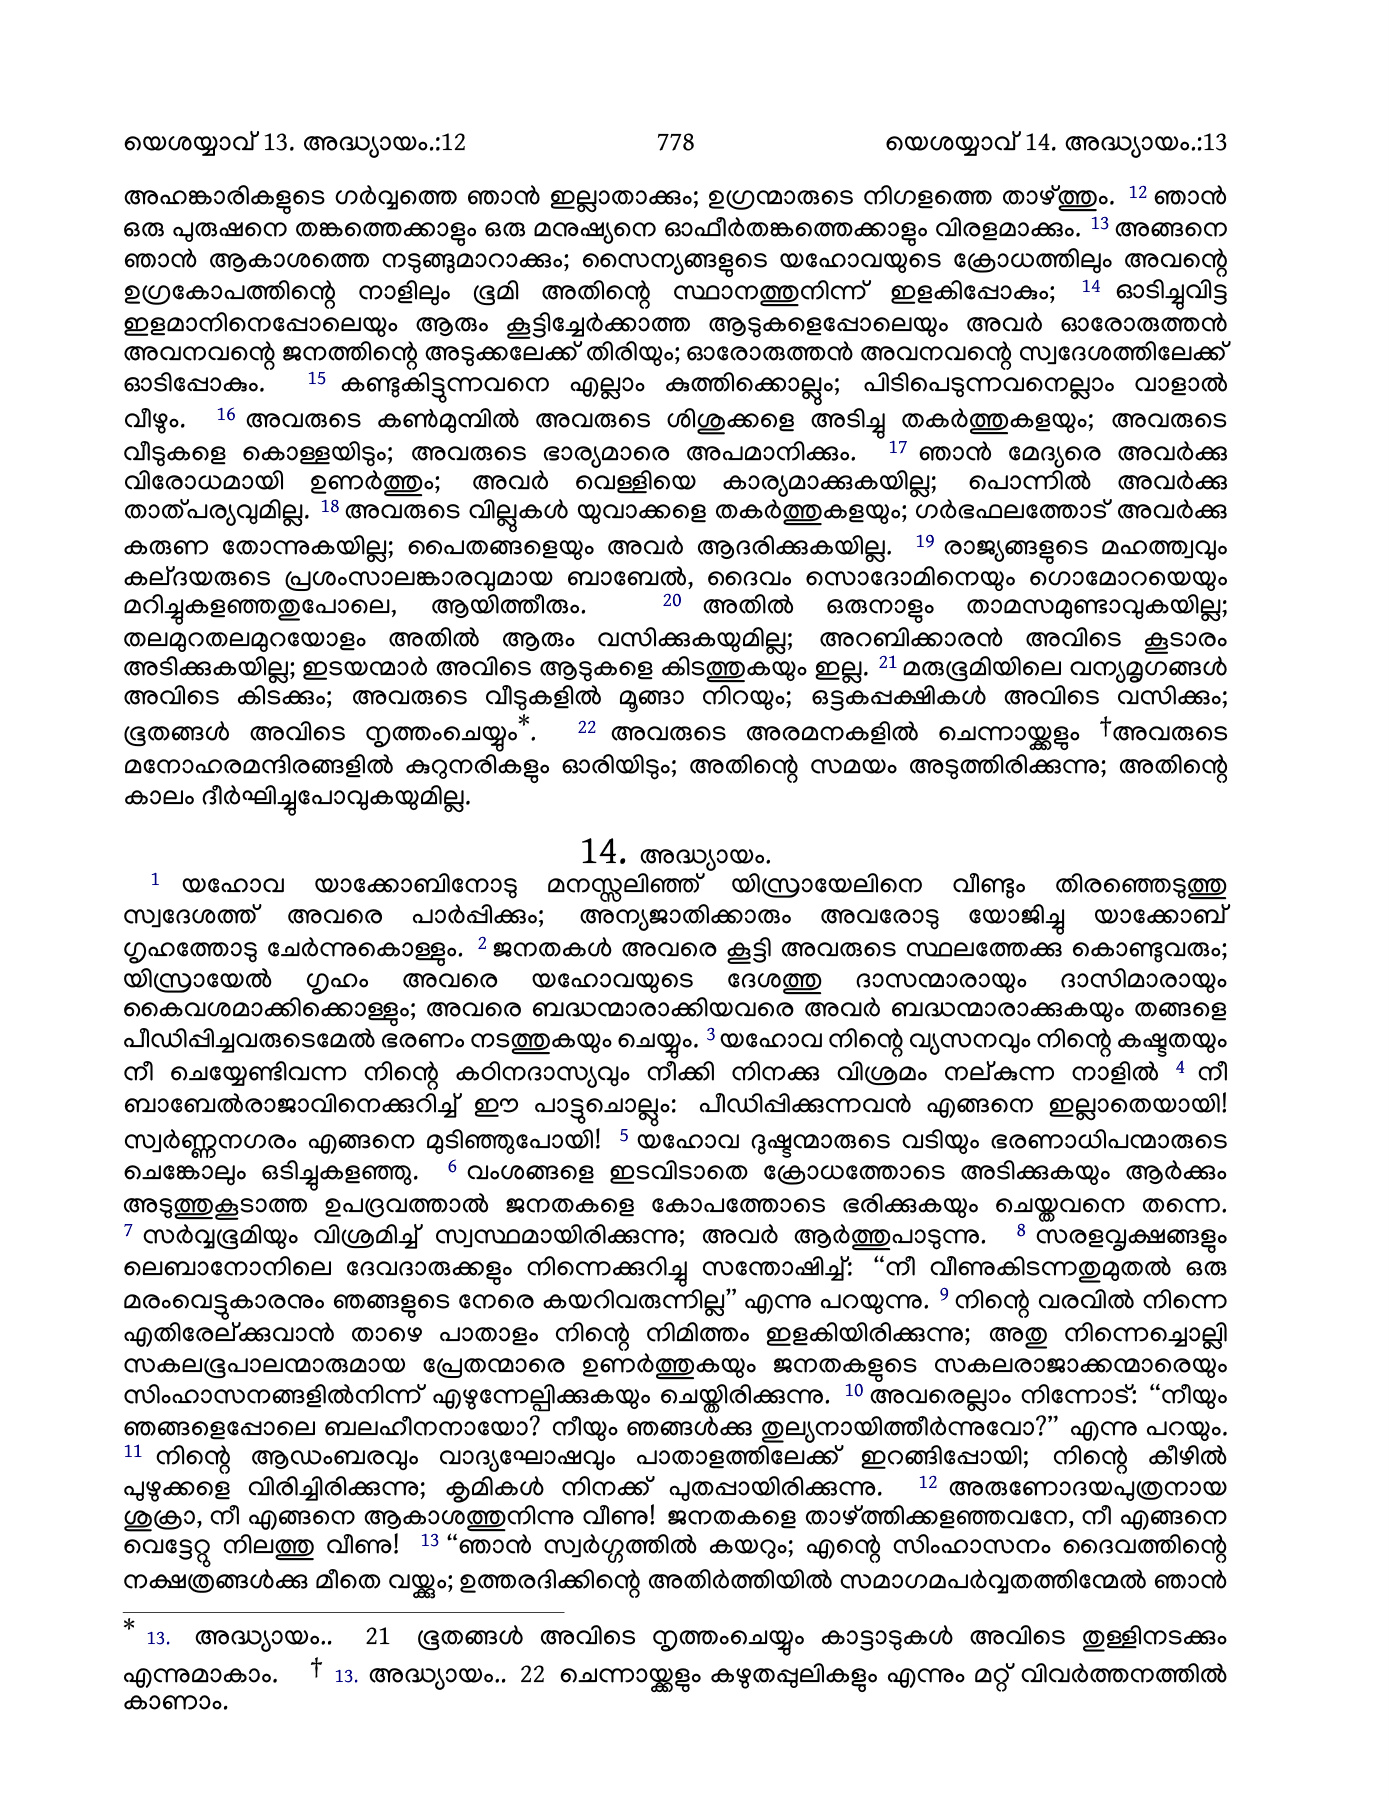 യെശയ്യാവ് 13. അദ്ധ്യായം.:12 778 യെശയ്യാവ് 14. അദ്ധ്യായം.:13
അഹങ്കാരികളുടെ ഗർവ്വത്തെ ഞാൻ ഇല്ലാതാക്കും; ഉഗ്രന്മാരുടെ നിഗളത്തെ താഴ്ത്തും. 12 ഞാൻ
ഒരു പുരുഷനെ തങ്കത്തെക്കാളും ഒരു മനുഷ്യനെ ഓഫീർതങ്കത്തെക്കാളും വിരളമാക്കും. 13 അങ്ങനെ
ഞാൻ ആകാശത്തെ നടുങ്ങുമാറാക്കും; സൈന്യങ്ങളുടെ യഹോവയുടെ ക്രോധത്തിലും അവന്റെ
ഉഗ്രകോപത്തിന്റെ നാളിലും ഭൂമി അതിന്റെ സ്ഥാനത്തുനിന്ന് ഇളകിപ്പോകും; 14 ഓടിച്ചുവിട്ട
ഇളമാനിനെപ്പോലെയും ആരും കൂട്ടിച്ചേർക്കാത്ത ആടുകളെപ്പോലെയും അവർ ഓരോരുത്തൻ
അവനവന്റെ ജനത്തിന്റെ അടുക്കലേക്ക് തിരിയും; ഓരോരുത്തൻ അവനവന്റെ സ്വദേശത്തിലേക്ക്
ഓടിപ്പോകും. 15 കണ്ടുകിട്ടുന്നവനെ എല്ലാം കുത്തിക്കൊല്ലും; പിടിപെടുന്നവനെല്ലാം വാളാൽ
വീഴും. 16 അവരുടെ കൺമുമ്പിൽ അവരുടെ ശിശുക്കളെ അടിച്ചു തകർത്തുകളയും; അവരുടെ
വീടുകളെ കൊള്ളയിടും; അവരുടെ ഭാര്യമാരെ അപമാനിക്കും. 17 ഞാൻ മേദ്യരെ അവർക്കു
വിരോധമായി ഉണർത്തും; അവർ വെള്ളിയെ കാര്യമാക്കുകയില്ല; പൊന്നിൽ അവർക്കു
താത്പര്യവുമില്ല. 18 അവരുടെ വില്ലുകൾ യുവാക്കളെ തകർത്തുകളയും; ഗർഭഫലത്തോട് അവർക്കു
കരുണ തോന്നുകയില്ല; പൈതങ്ങളെയും അവർ ആദരിക്കുകയില്ല. 19 രാജ്യങ്ങളുടെ മഹത്ത്വവും
കല്ദയരുടെ പ്രശംസാലങ്കാരവുമായ ബാബേൽ, ദൈവം സൊദോമിനെയും ഗൊമോറയെയും
മറിച്ചുകളഞ്ഞതുപോലെ, ആയിത്തീരും. 20 അതിൽ ഒരുനാളും താമസമുണ്ടാവുകയില്ല;
തലമുറതലമുറയോളം അതിൽ ആരും വസിക്കുകയുമില്ല; അറബിക്കാരൻ അവിടെ കൂടാരം
അടിക്കുകയില്ല; ഇടയന്മാർ അവിടെ ആടുകളെ കിടത്തുകയും ഇല്ല. 21 മരുഭൂമിയിലെ വന്യമൃഗങ്ങൾ
അവിടെ കിടക്കും; അവരുടെ വീടുകളിൽ മൂങ്ങാ നിറയും; ഒട്ടകപ്പക്ഷികൾ അവിടെ വസിക്കും;
ഭൂതങ്ങൾ അവിടെ നൃത്തംചെയ്യും*. 22 അവരുടെ അരമനകളിൽ ചെന്നായ്ക്കളും †അവരുടെ
മനോഹരമന്ദിരങ്ങളിൽ കുറുനരികളും ഓരിയിടും; അതിന്റെ സമയം അടുത്തിരിക്കുന്നു; അതിന്റെ
കാലം ദീർഘിച്ചുപോവുകയുമില്ല.
14. അദ്ധ്യായം.
1 യഹോവ യാക്കോബിനോടു മനസ്സലിഞ്ഞ് യിസ്രായേലിനെ വീണ്ടും തിരഞ്ഞെടുത്തു
സ്വദേശത്ത് അവരെ പാർപ്പിക്കും; അന്യജാതിക്കാരും അവരോടു യോജിച്ചു യാക്കോബ്
ഗൃഹത്തോടു ചേർന്നുകൊള്ളും. 2 ജനതകൾ അവരെ കൂട്ടി അവരുടെ സ്ഥലത്തേക്കു കൊണ്ടുവരും;
യിസ്രായേൽ ഗൃഹം അവരെ യഹോവയുടെ ദേശത്തു ദാസന്മാരായും ദാസിമാരായും
കൈവശമാക്കിക്കൊള്ളും; അവരെ ബദ്ധന്മാരാക്കിയവരെ അവർ ബദ്ധന്മാരാക്കുകയും തങ്ങളെ
പീഡിപ്പിച്ചവരുടെമേൽ ഭരണം നടത്തുകയും ചെയ്യും. 3 യഹോവ നിന്റെ വ്യസനവും നിന്റെ കഷ്ടതയും
നീ ചെയ്യേണ്ടിവന്ന നിന്റെ കഠിനദാസ്യവും നീക്കി നിനക്കു വിശ്രമം നല്കുന്ന നാളിൽ 4 നീ
ബാബേൽരാജാവിനെക്കുറിച്ച് ഈ പാട്ടുചൊല്ലും: പീഡിപ്പിക്കുന്നവൻ എങ്ങനെ ഇല്ലാതെയായി!
സ്വർണ്ണനഗരം എങ്ങനെ മുടിഞ്ഞുപോയി! 5 യഹോവ ദുഷ്ടന്മാരുടെ വടിയും ഭരണാധിപന്മാരുടെ
ചെങ്കോലും ഒടിച്ചുകളഞ്ഞു. 6 വംശങ്ങളെ ഇടവിടാതെ ക്രോധത്തോടെ അടിക്കുകയും ആർക്കും
അടുത്തുകൂടാത്ത ഉപദ്രവത്താൽ ജനതകളെ കോപത്തോടെ ഭരിക്കുകയും ചെയ്തവനെ തന്നെ.
7 സർവ്വഭൂമിയും വിശ്രമിച്ച് സ്വസ്ഥമായിരിക്കുന്നു; അവർ ആർത്തുപാടുന്നു. 8 സരളവൃക്ഷങ്ങളും
ലെബാനോനിലെ ദേവദാരുക്കളും നിന്നെക്കുറിച്ചു സന്തോഷിച്ച്: “നീ വീണുകിടന്നതുമുതൽ ഒരു
മരംവെട്ടുകാരനും ഞങ്ങളുടെ നേരെ കയറിവരുന്നില്ല” എന്നു പറയുന്നു. 9 നിന്റെ വരവിൽ നിന്നെ
എതിരേല്ക്കുവാൻ താഴെ പാതാളം നിന്റെ നിമിത്തം ഇളകിയിരിക്കുന്നു; അതു നിന്നെച്ചൊല്ലി
സകലഭൂപാലന്മാരുമായ പ്രേതന്മാരെ ഉണർത്തുകയും ജനതകളുടെ സകലരാജാക്കന്മാരെയും
സിംഹാസനങ്ങളിൽനിന്ന് എഴുന്നേല്പിക്കുകയും ചെയ്തിരിക്കുന്നു. 10 അവരെല്ലാം നിന്നോട്: “നീയും
ഞങ്ങളെപ്പോലെ ബലഹീനനായോ? നീയും ഞങ്ങൾക്കു തുല്യനായിത്തീർന്നുവോ?” എന്നു പറയും.
11 നിന്റെ ആഡംബരവും വാദ്യഘോഷവും പാതാളത്തിലേക്ക് ഇറങ്ങിപ്പോയി; നിന്റെ കീഴിൽ
പുഴുക്കളെ വിരിച്ചിരിക്കുന്നു; കൃമികൾ നിനക്ക് പുതപ്പായിരിക്കുന്നു. 12 അരുണോദയപുത്രനായ
ശുക്രാ, നീ എങ്ങനെ ആകാശത്തുനിന്നു വീണു! ജനതകളെ താഴ്ത്തിക്കളഞ്ഞവനേ, നീ എങ്ങനെ
വെട്ടേറ്റു നിലത്തു വീണു! 13 “ഞാൻ സ്വർഗ്ഗത്തിൽ കയറും; എന്റെ സിംഹാസനം ദൈവത്തിന്റെ
നക്ഷത്രങ്ങൾക്കു മീതെ വയ്ക്കും; ഉത്തരദിക്കിന്റെ അതിർത്തിയിൽ സമാഗമപർവ്വതത്തിന്മേൽ ഞാൻ
* 13. അദ്ധ്യായം.. 21 ഭൂതങ്ങൾ അവിടെ നൃത്തംചെയ്യും കാട്ടാടുകൾ അവിടെ തുള്ളിനടക്കും
എന്നുമാകാം. † 13. അദ്ധ്യായം.. 22 ചെന്നായ്ക്കളും കഴുതപ്പുലികളും എന്നും മറ്റ് വിവർത്തനത്തിൽ
കാണാം.